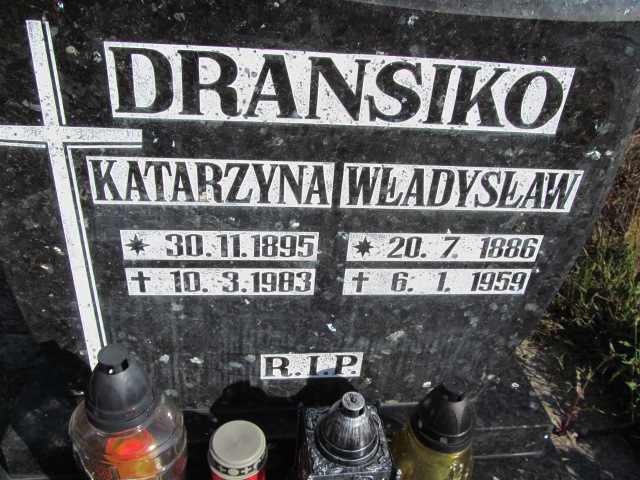 DRANSIKO
KATARZYNA WŁADYSŁAW
* 30.11.1895 * 20. 7. 1886
† 10. 3.1983 † 6. 1. 1959
R.I.P.